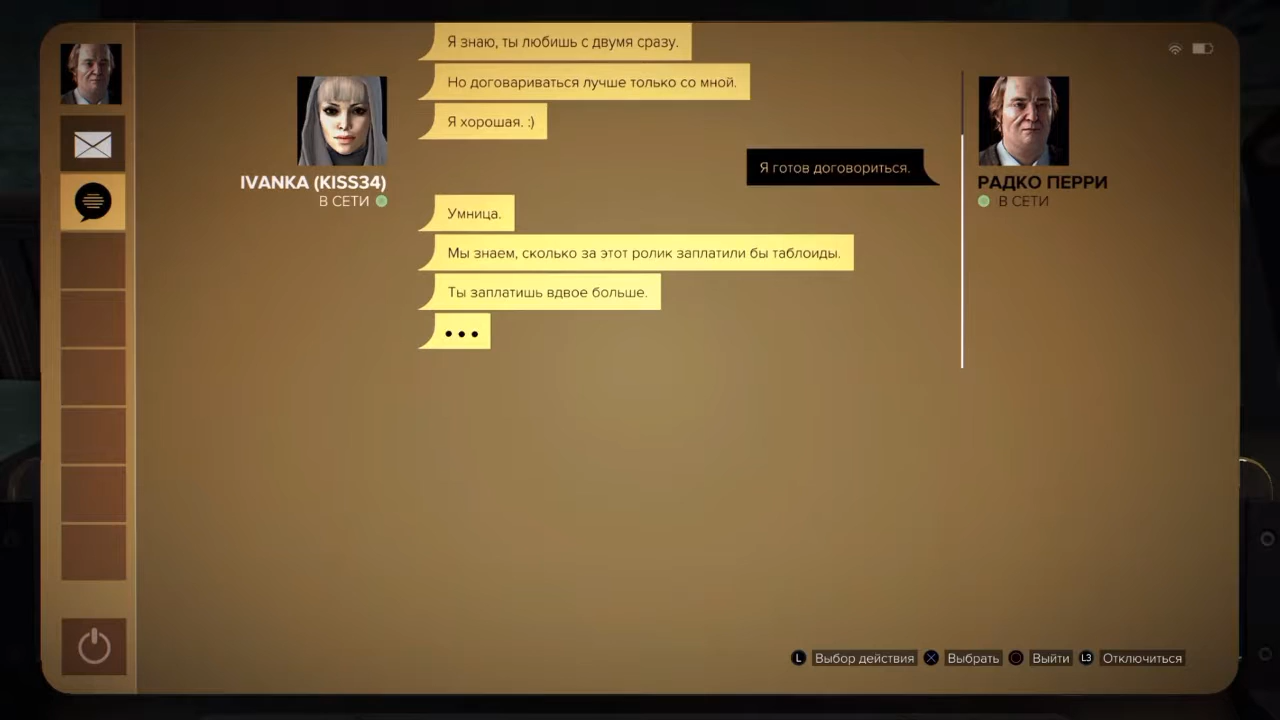 Я знаю, ты любишь с двумя сразу.
Но договариваться лучше только со мной.
Я хорошая. :)
Я готов договориться.
IVANKA (KISS34)
В СЕТИ
РАДКО ПЕРРИ
В СЕТИ
Умница.
Мы знаем, сколько за этот ролик заплатили бы таблоиды.
Ты заплатишь вдвое больше.
•••
L Выбор действия Выбрать Выйти L3 Отключиться